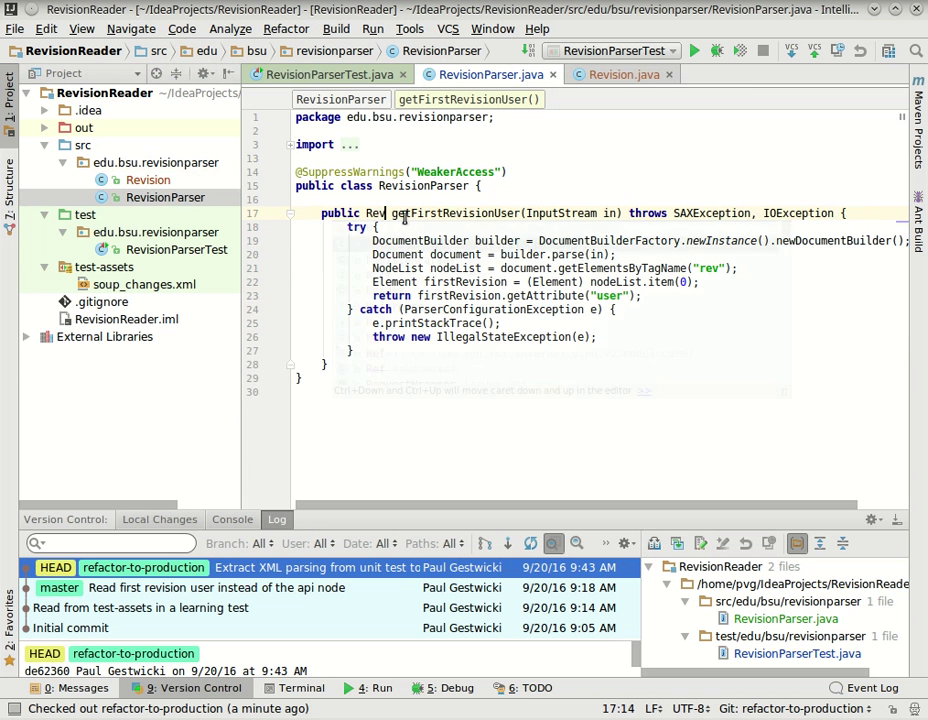 RevisionReader - [~/IdeaProjects/RevisionReader] - [RevisionReader] - ~/IdeaProjects/RevisionReader/src/edu/bsu/revisionparser/RevisionParser.java - Intelli...
File Edit View Navigate Code Analyze Refactor Build Run Tools VCS Window Help
RevisionReader src edu bsu revisionparser RevisionParser RevisionParserTest VCS VCS
Project RevisionParserTest.java RevisionParser.java Revision.java
1: Project
7: Structure
2: Favorites
RevisionReader ~/IdeaProjects/
.idea
out
src
edu.bsu.revisionparser
Revision
RevisionParser
test
edu.bsu.revisionparser
RevisionParserTest
test-assets
soup_changes.xml
.gitignore
RevisionReader.iml
External Libraries
RevisionParser getFirstRevisionUser()
1 package edu.bsu.revisionparser;
2
3 import ...
13
14 @SuppressWarnings("WeakerAccess")
15 public class RevisionParser {
16
17 public Rev getFirstRevisionUser(InputStream in) throws SAXException, IOException {
18 try {
19 DocumentBuilder builder = DocumentBuilderFactory.newInstance().newDocumentBuilder();
20 Document document = builder.parse(in);
21 NodeList nodeList = document.getElementsByTagName("rev");
22 Element firstRevision = (Element) nodeList.item(0);
23 return firstRevision.getAttribute("user");
24 } catch (ParserConfigurationException e) {
25 e.printStackTrace();
26 throw new IllegalStateException(e);
27 }
28 }
29 }
30
Ctrl+Down and Ctrl+Up will move caret down and up in the editor >>
Maven Projects
Ant Build
Version Control: Local Changes Console Log
Branch: All User: All Date: All Paths: All
HEAD refactor-to-production Extract XML parsing from unit test to Paul Gestwicki 9/20/16 9:43 AM
master Read first revision user instead of the api node Paul Gestwicki 9/20/16 9:18 AM
Read from test-assets in a learning test Paul Gestwicki 9/20/16 9:14 AM
Initial commit Paul Gestwicki 9/20/16 9:05 AM
HEAD refactor-to-production
de62360 Paul Gestwicki on 9/20/16 at 9:43 AM
RevisionReader 2 files
/home/pvg/IdeaProjects/RevisionReade
src/edu/bsu/revisionparser 1 file
RevisionParser.java
test/edu/bsu/revisionparser 1 file
RevisionParserTest.java
0: Messages 9: Version Control Terminal 4: Run 5: Debug 6: TODO Event Log
Checked out refactor-to-production (a minute ago) 17:14 LF÷ UTF-8÷ Git: refactor-to-production÷